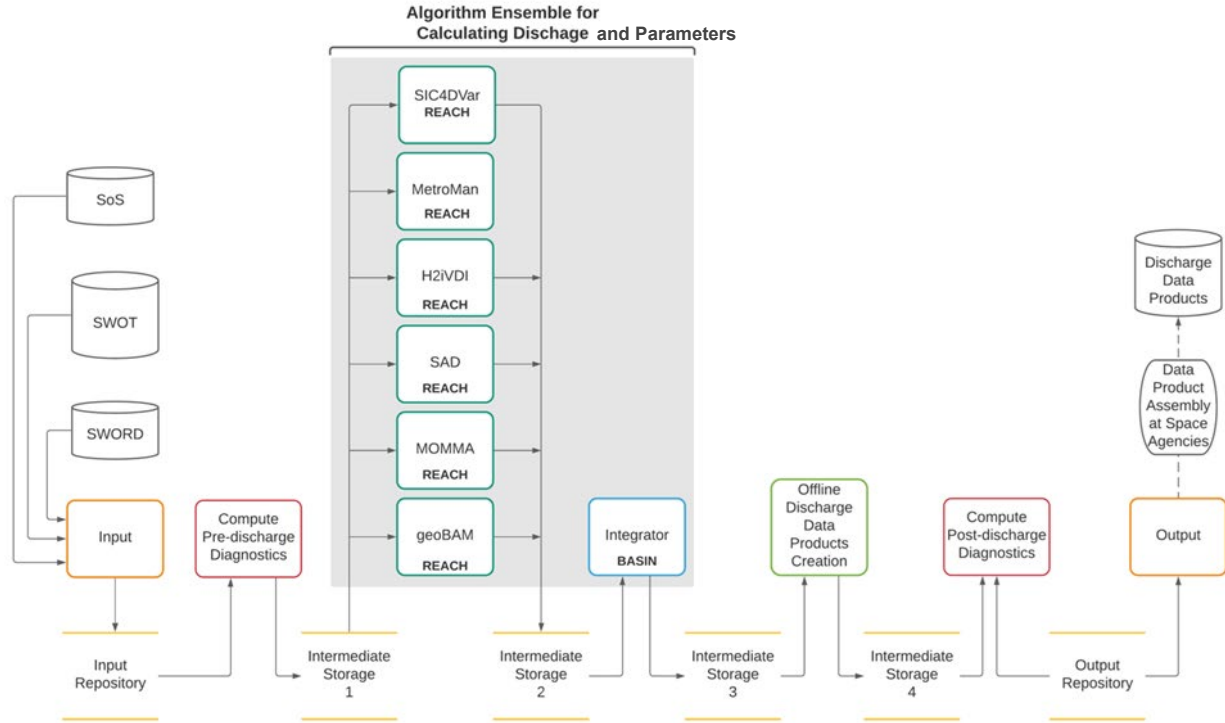 Algorithm Ensemble for
Calculating Dischage and Parameters
SIC4DVar
REACH
MetroMan
REACH
H2iVDI
REACH
SAD
REACH
MOMMA
REACH
geoBAM
REACH
SoS
SWOT
SWORD
Input
Compute
Pre-discharge
Diagnostics
Integrator
BASIN
Offline
Discharge
Data
Products
Creation
Compute
Post-discharge
Diagnostics
Output
Discharge
Data
Products
Data
Product
Assembly
at Space
Agencies
Input
Repository
Intermediate
Storage
1
Intermediate
Storage
2
Intermediate
Storage
3
Intermediate
Storage
4
Output
Repository